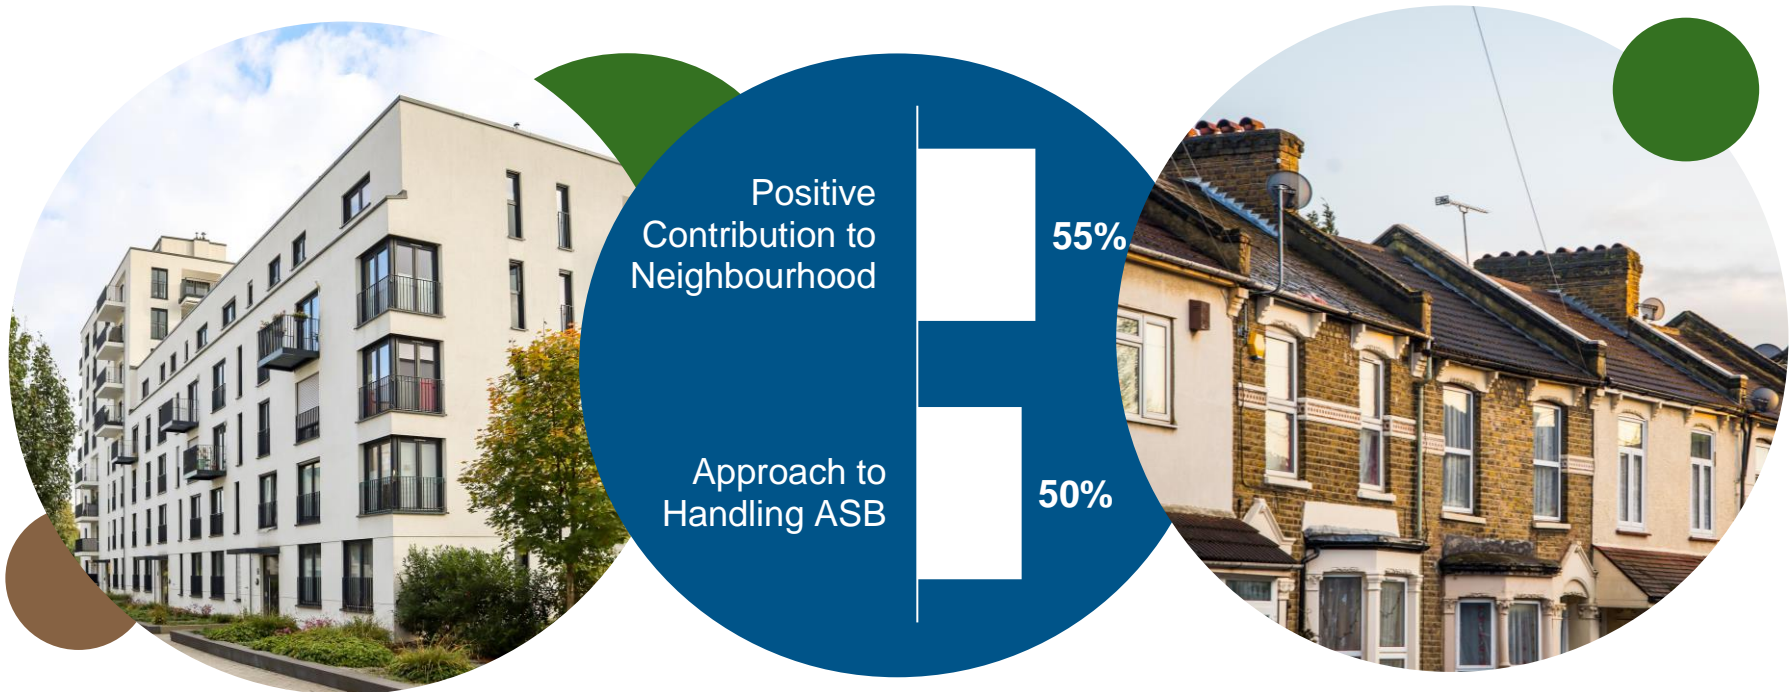 Positive
Contribution to
Neighbourhood
55%
Approach to
Handling ASB
50%